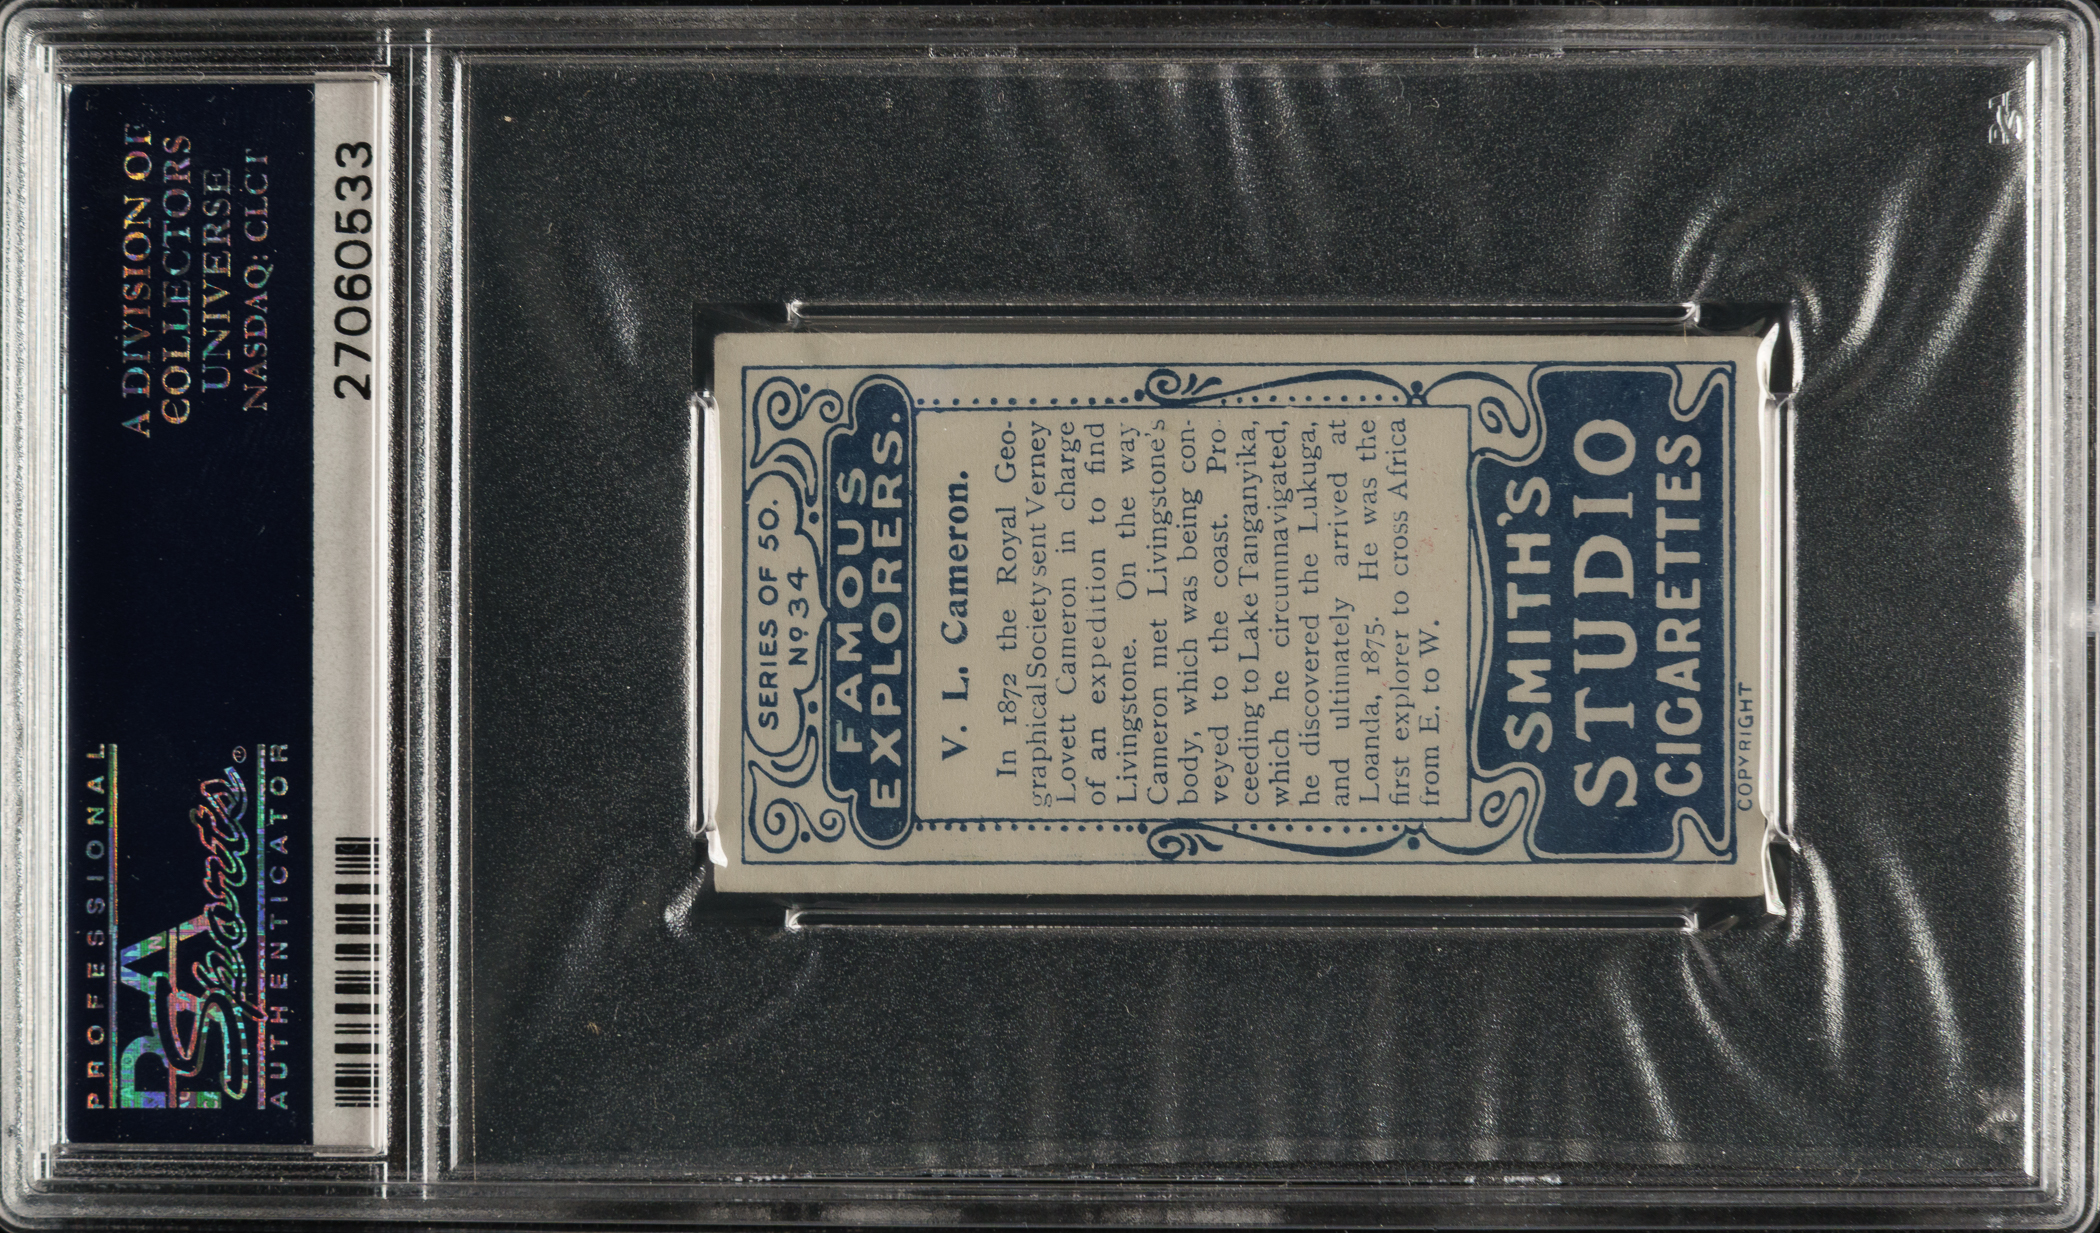 PROFESSIONAL
PSA
Sports
AUTHENTICATOR
A DIVISION OF
COLLECTORS
UNIVERSE
NASDAQ: CLCT
27060533
SERIES OF 50.
Nº 34
FAMOUS
EXPLORERS.
V. L. Cameron.
In 1872 the Royal Geo-
graphical Society sent Verney
Lovett Cameron in charge
of an expedition to find
Livingstone. On the way
Cameron met Livingstone's
body, which was being con-
veyed to the coast. Pro-
ceeding to Lake Tanganyika,
which he circumnavigated,
he discovered the Lukuga,
and ultimately arrived at
Loanda, 1875. He was the
first explorer to cross Africa
from E. to W.
SMITH'S
STUDIO
CIGARETTES
COPYRIGHT
PSA